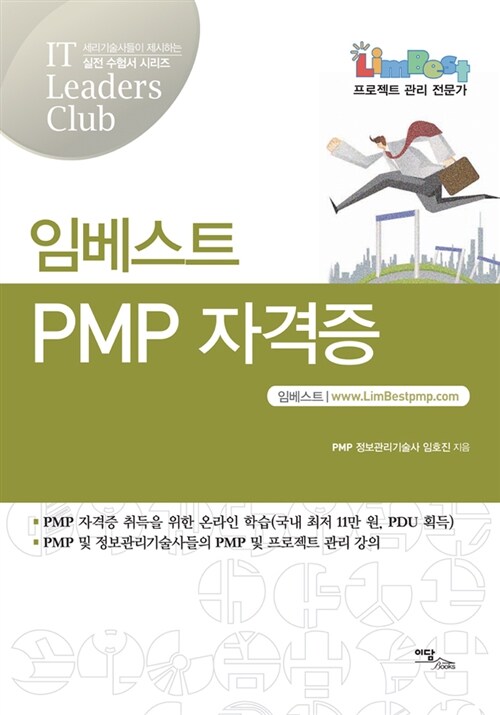 IT
세리기술사들이 제시하는
실전 수험서 시리즈
Leaders
Club
LimBest
프로젝트 관리 전문가
임베스트
PMP 자격증
임베스트 | www.LimBestpmp.com
PMP 정보관리기술사 임호진 지음
PMP 자격증 취득을 위한 온라인 학습(국내 최저 11만 원, PDU 획득)
PMP 및 정보관리기술사들의 PMP 및 프로젝트 관리 강의
이담
Books